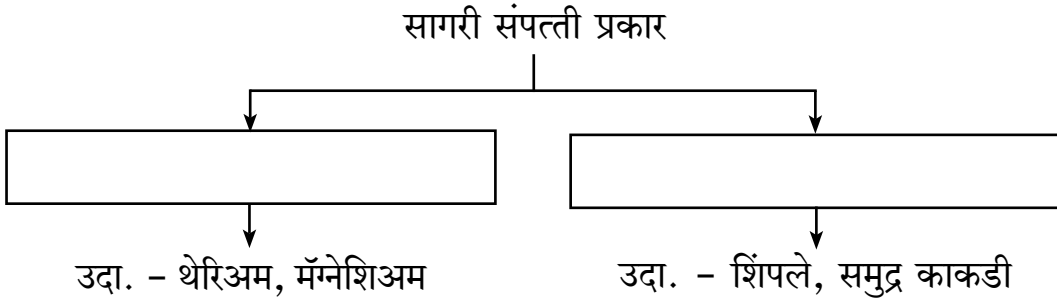 सागरी संपत्ती प्रकार
उदा. – थेरिअम, मॅग्नेशिअम
उदा. – शिंपले, समुद्र काकडी